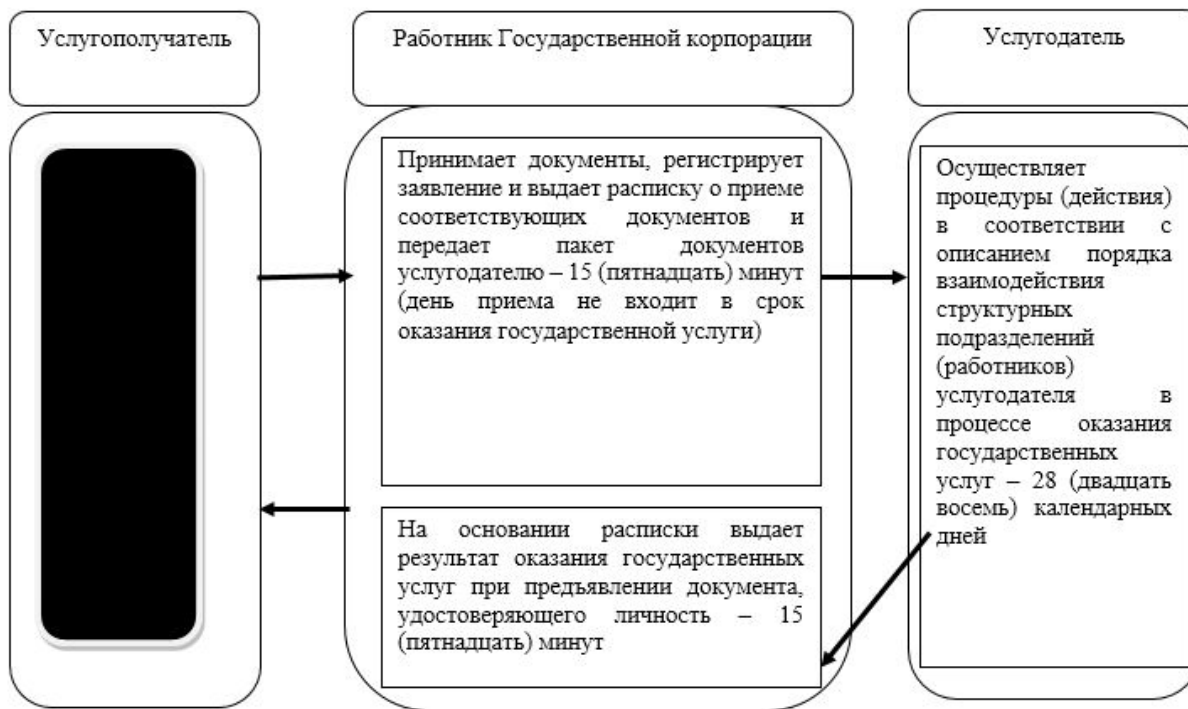 Услугополучатель
Работник Государственной корпорации
Услугодатель
Принимает документы, регистрирует
заявление и выдает расписку о приеме
соответствующих документов и
передает пакет документов
услугодателю – 15 (пятнадцать) минут
(день приема не входит в срок
оказания государственной услуги)
На основании расписки выдает
результат оказания государственных
услуг при предъявлении документа,
удостоверяющего личность – 15
(пятнадцать) минут
Осуществляет
процедуры (действия)
в соответствии с
описанием порядка
взаимодействия
структурных
подразделений
(работников)
услугодателя в
процессе оказания
государственных
услуг – 28 (двадцать
восемь) календарных
дней